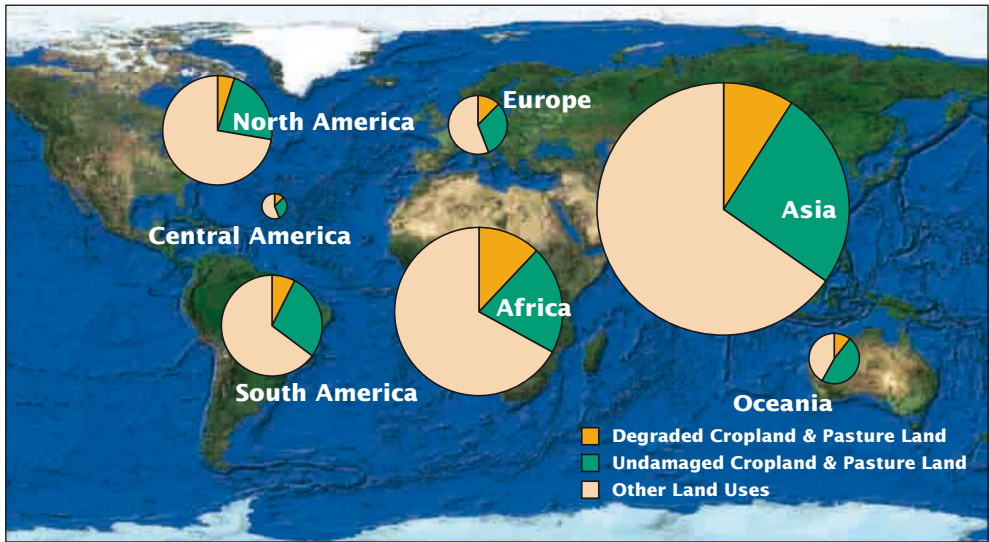 Europe
North America
Asia
Central America
Africa
South America
Oceania
Degraded Cropland & Pasture Land
Undamaged Cropland & Pasture Land
Other Land Uses